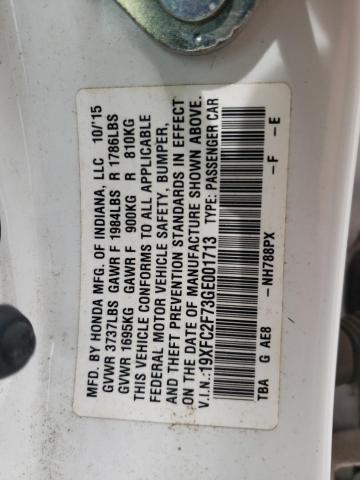 MFD. BY HONDA MFG. OF INDIANA, LLC 10/'15
GVWR 3737LBS GAWR F 1984LBS R 1786LBS
GVWR 1695KG GAWR F 900KG R 810KG
THIS VEHICLE CONFORMS TO ALL APPLICABLE
FEDERAL MOTOR VEHICLE SAFETY, BUMPER,
AND THEFT PREVENTION STANDARDS IN EFFECT
ON THE DATE OF MANUFACTURE SHOWN ABOVE.
V.I.N.:19XFC2F73GE001713 TYPE: PASSENGER CAR
TBA G AE8 - NH788PX - F - E